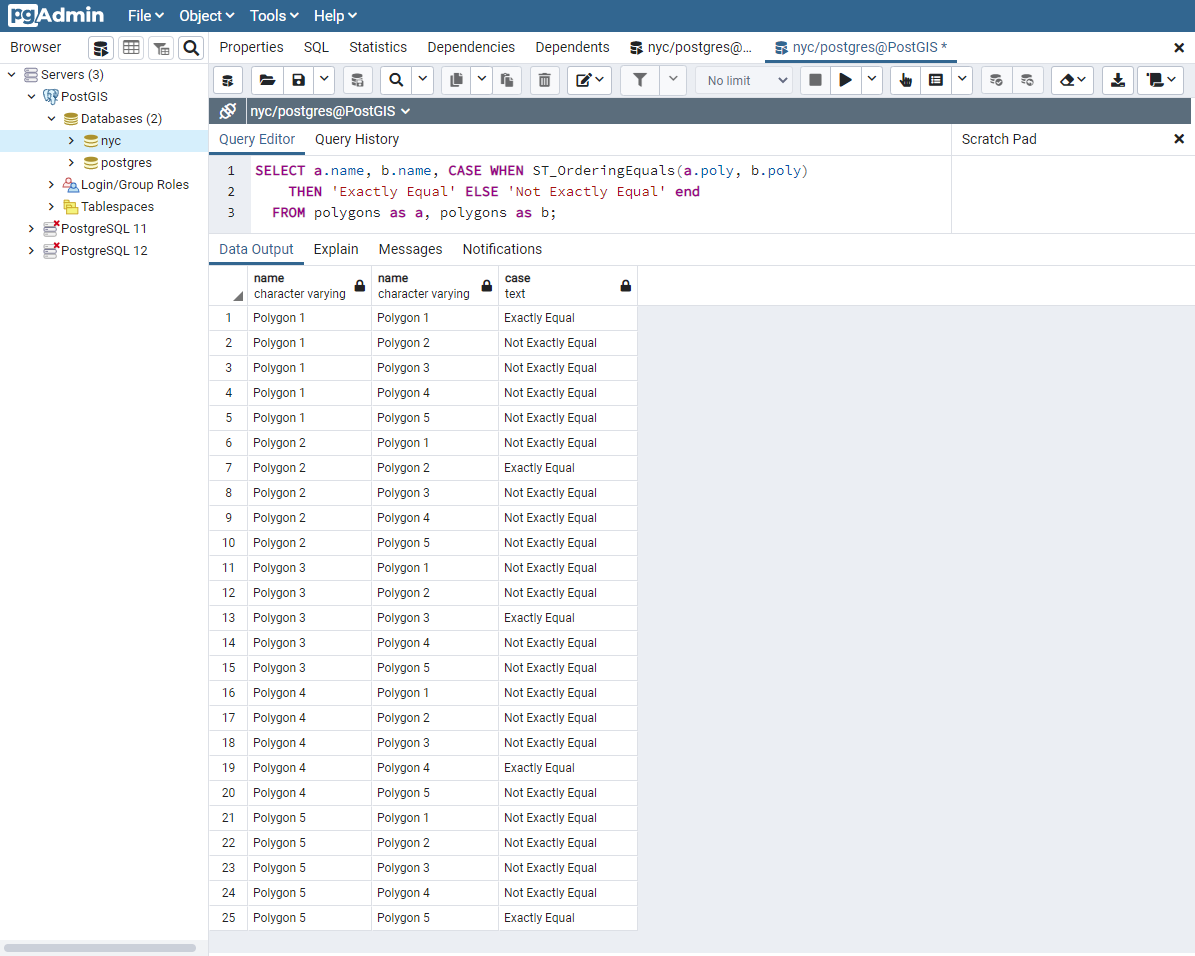 pgAdmin File Object Tools Help
Browser Properties SQL Statistics Dependencies Dependents nyc/postgres@... nyc/postgres@PostGIS *
Servers (3)
PostGIS
Databases (2)
nyc
postgres
Login/Group Roles
Tablespaces
PostgreSQL 11
PostgreSQL 12
No limit
nyc/postgres@PostGIS
Query Editor Query History Scratch Pad
1 SELECT a.name, b.name, CASE WHEN ST_OrderingEquals(a.poly, b.poly)
2 THEN 'Exactly Equal' ELSE 'Not Exactly Equal' end
3 FROM polygons as a, polygons as b;
Data Output Explain Messages Notifications
name name case
character varying character varying text
1 Polygon 1 Polygon 1 Exactly Equal
2 Polygon 1 Polygon 2 Not Exactly Equal
3 Polygon 1 Polygon 3 Not Exactly Equal
4 Polygon 1 Polygon 4 Not Exactly Equal
5 Polygon 1 Polygon 5 Not Exactly Equal
6 Polygon 2 Polygon 1 Not Exactly Equal
7 Polygon 2 Polygon 2 Exactly Equal
8 Polygon 2 Polygon 3 Not Exactly Equal
9 Polygon 2 Polygon 4 Not Exactly Equal
10 Polygon 2 Polygon 5 Not Exactly Equal
11 Polygon 3 Polygon 1 Not Exactly Equal
12 Polygon 3 Polygon 2 Not Exactly Equal
13 Polygon 3 Polygon 3 Exactly Equal
14 Polygon 3 Polygon 4 Not Exactly Equal
15 Polygon 3 Polygon 5 Not Exactly Equal
16 Polygon 4 Polygon 1 Not Exactly Equal
17 Polygon 4 Polygon 2 Not Exactly Equal
18 Polygon 4 Polygon 3 Not Exactly Equal
19 Polygon 4 Polygon 4 Exactly Equal
20 Polygon 4 Polygon 5 Not Exactly Equal
21 Polygon 5 Polygon 1 Not Exactly Equal
22 Polygon 5 Polygon 2 Not Exactly Equal
23 Polygon 5 Polygon 3 Not Exactly Equal
24 Polygon 5 Polygon 4 Not Exactly Equal
25 Polygon 5 Polygon 5 Exactly Equal